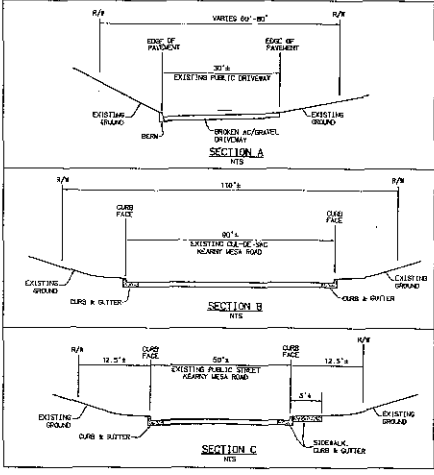 R/W
VARIES 60'-80'
R/W
EDGE OF
PAVEMENT
EDGE OF
PAVEMENT
30'±
EXISTING PUBLIC DRIVEWAY
EXISTING
GROUND
BERM
BROKEN AC/GRAVEL
DRIVEWAY
EXISTING
GROUND
SECTION A
NTS
R/W
110'±
R/W
CURB
FACE
CURB
FACE
EXISTING CUL-DE-SAC
KEARNY MESA ROAD
EXISTING
GROUND
CURB & GUTTER
CURB & GUTTER
EXISTING
GROUND
SECTION B
NTS
R/W
CURB
FACE
CURB
FACE
R/W
12.5'±
50'±
12.5'±
EXISTING PUBLIC STREET
KEARNY MESA ROAD
5'±
EXISTING
GROUND
CURB & GUTTER
SIDEWALK,
CURB & GUTTER
EXISTING
GROUND
SECTION C
NTS